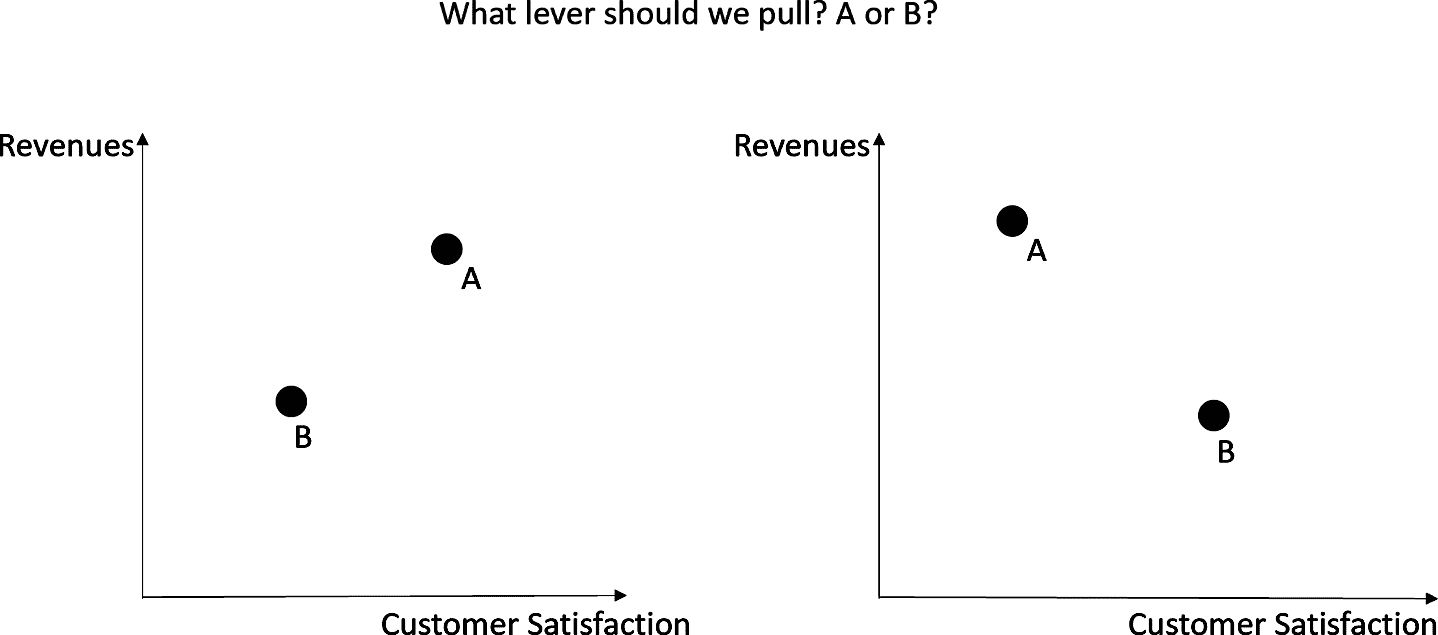 What lever should we pull? A or B?
Revenues
A
B
Customer Satisfaction
Revenues
A
B
Customer Satisfaction